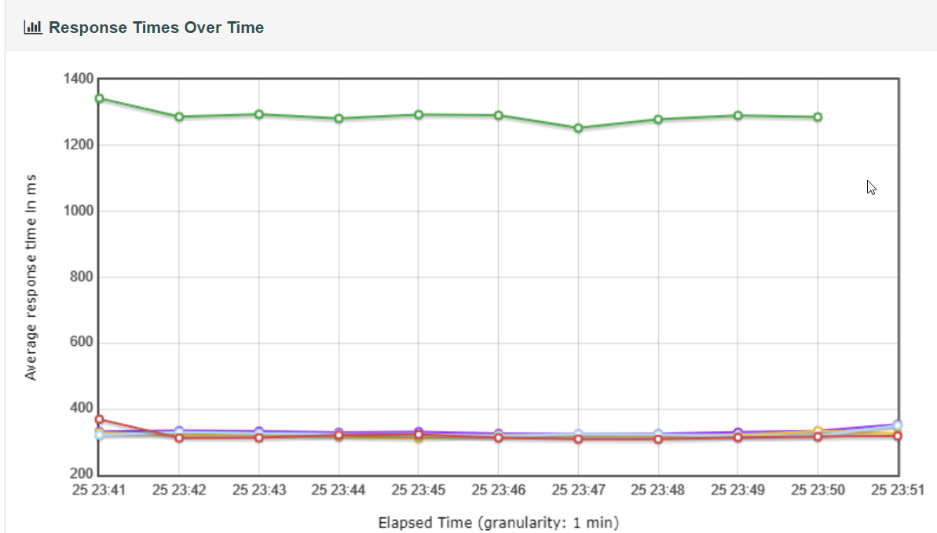 Response Times Over Time
1400
1200
1000
800
600
400
200
Average response time in ms
25 23:41 25 23:42 25 23:43 25 23:44 25 23:45 25 23:46 25 23:47 25 23:48 25 23:49 25 23:50 25 23:51
Elapsed Time (granularity: 1 min)